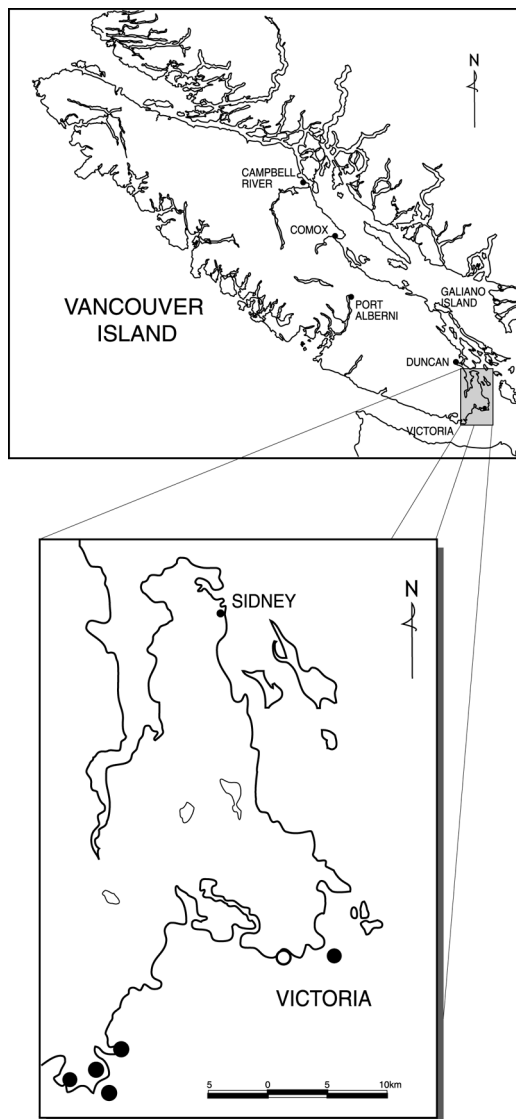 N
CAMPBELL
RIVER
COMOX
GALIANO
ISLAND
VANCOUVER
ISLAND
PORT
ALBERNI
DUNCAN
VICTORIA
N
SIDNEY
VICTORIA
5 0 5 10km